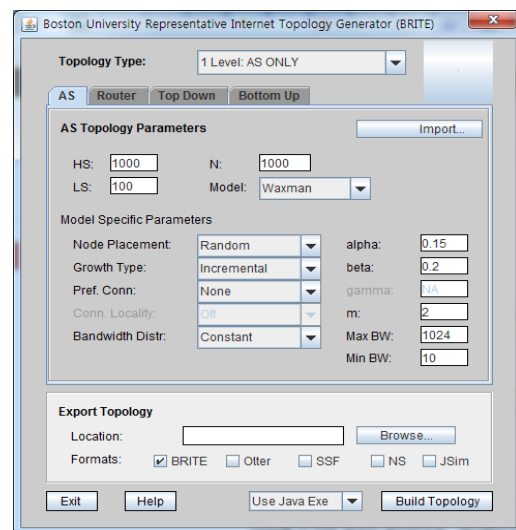 Boston University Representative Internet Topology Generator (BRITE)
Topology Type: 1 Level: AS ONLY
AS Router Top Down Bottom Up
AS Topology Parameters Import...
HS: 1000 N: 1000
LS: 100 Model: Waxman
Model Specific Parameters
Node Placement: Random alpha: 0.15
Growth Type: Incremental beta: 0.2
Pref. Conn: None gamma: NA
Conn. Locality: Off m: 2
Bandwidth Distr: Constant Max BW: 1024
Min BW: 10
Export Topology
Location: Browse...
Formats: BRITE Otter SSF NS JSim
Exit Help Use Java Exe Build Topology